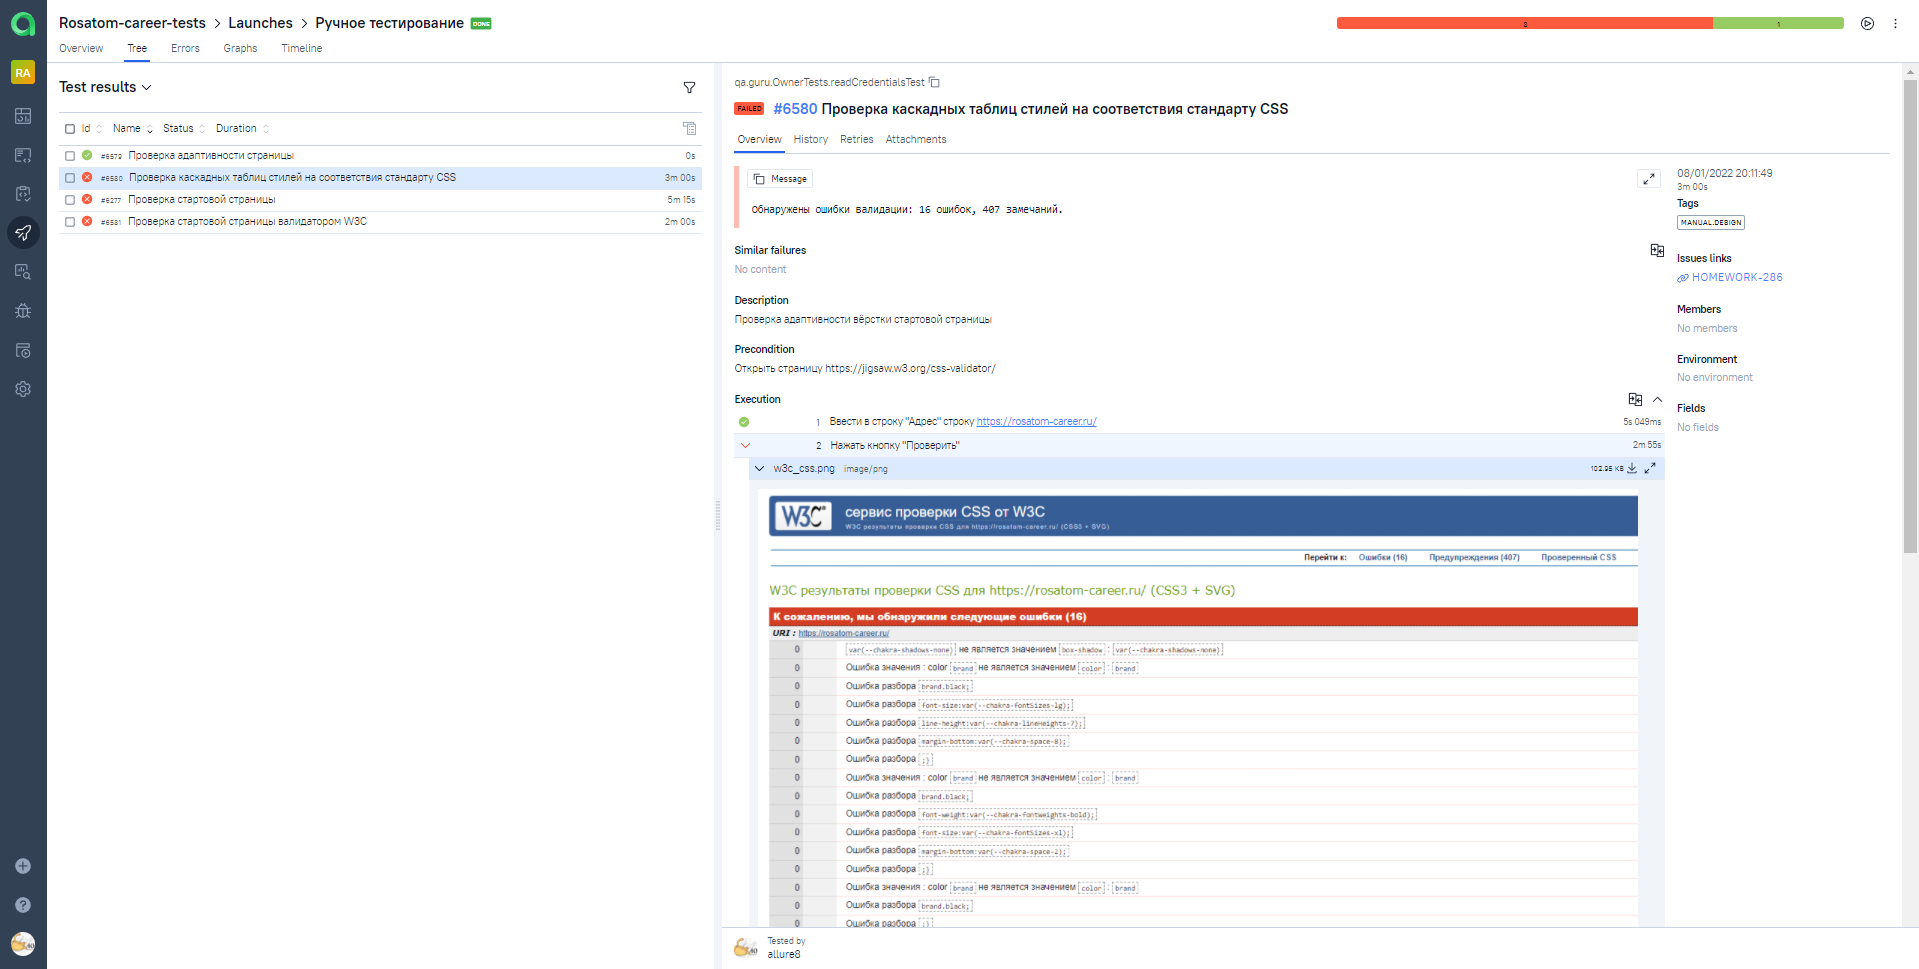 Rosatom-career-tests > Launches > Ручное тестирование DONE
3 1
Overview Tree Errors Graphs Timeline
RA
Test results
Id Name Status Duration
#6579 Проверка адаптивности страницы 0s
#6580 Проверка каскадных таблиц стилей на соответствия стандарту CSS 3m 00s
#6277 Проверка стартовой страницы 5m 15s
#6581 Проверка стартовой страницы валидатором W3C 2m 00s
qa.guru.OwnerTests.readCredentialsTest
FAILED #6580 Проверка каскадных таблиц стилей на соответствия стандарту CSS
Overview History Retries Attachments
Message
Обнаружены ошибки валидации: 16 ошибок, 407 замечаний.
Similar failures
No content
Description
Проверка адаптивности вёрстки стартовой страницы
Precondition
Открыть страницу https://jigsaw.w3.org/css-validator/
Execution
1 Ввести в строку "Адрес" строку https://rosatom-career.ru/ 5s 049ms
2 Нажать кнопку "Проверить" 2m 55s
w3c_css.png image/png 102.95 KB
W3C сервис проверки CSS от W3C
W3C результаты проверки CSS для https://rosatom-career.ru/ (CSS3 + SVG)
Перейти к: Ошибки (16) Предупреждения (407) Проверенный CSS
W3C результаты проверки CSS для https://rosatom-career.ru/ (CSS3 + SVG)
К сожалению, мы обнаружили следующие ошибки (16)
URI : https://rosatom-career.ru/
0 var(--chakra-shadows-none) не является значением box-shadow : var(--chakra-shadows-none)
0 Ошибка значения : color brand не является значением color : brand
0 Ошибка разбора brand.black;
0 Ошибка разбора font-size:var(--chakra-fontSizes-lg);
0 Ошибка разбора line-height:var(--chakra-lineHeights-7);
0 Ошибка разбора margin-bottom:var(--chakra-space-8);
0 Ошибка разбора ;}
0 Ошибка значения : color brand не является значением color : brand
0 Ошибка разбора brand.black;
0 Ошибка разбора font-weight:var(--chakra-fontWeights-bold);
0 Ошибка разбора font-size:var(--chakra-fontSizes-xl);
0 Ошибка разбора margin-bottom:var(--chakra-space-2);
0 Ошибка разбора ;}
0 Ошибка значения : color brand не является значением color : brand
0 Ошибка разбора brand.black;
0 Ошибка разбора ;}
Tested by
allure8
08/01/2022 20:11:49
3m 00s
Tags
MANUAL.DESIGN
Issues links
HOMEWORK-286
Members
No members
Environment
No environment
Fields
No fields